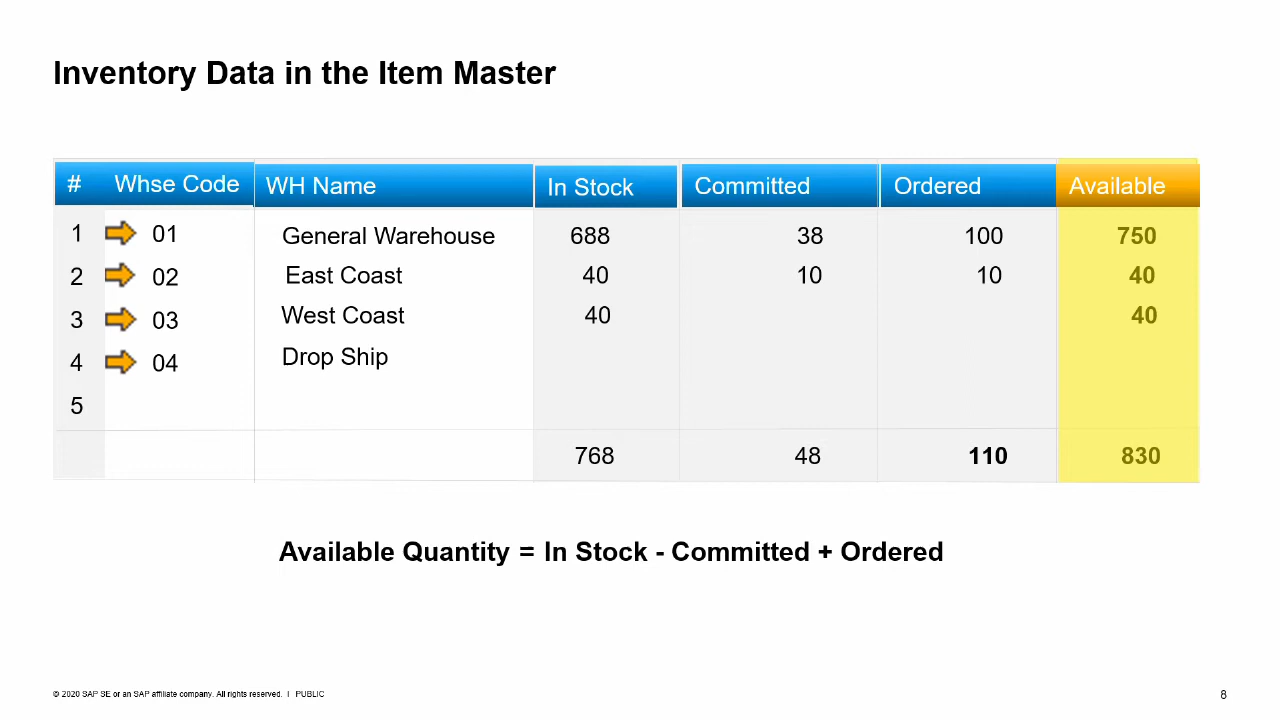 Inventory Data in the Item Master
# Whse Code WH Name In Stock Committed Ordered Available
1 01 General Warehouse 688 38 100 750
2 02 East Coast 40 10 10 40
3 03 West Coast 40 40
4 04 Drop Ship
5
768 48 110 830
Available Quantity = In Stock - Committed + Ordered
© 2020 SAP SE or an SAP affiliate company. All rights reserved. I PUBLIC 8